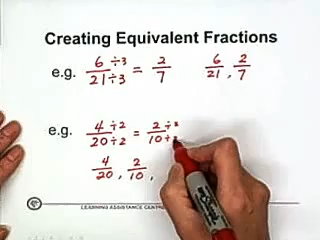 Creating Equivalent Fractions
e.g. 6÷3/21÷3 = 2/7 6/21, 2/7
e.g. 4÷2/20÷2 = 2÷2/10÷2
4/20, 2/10,
LEARNING ASSISTANCE CENTRE